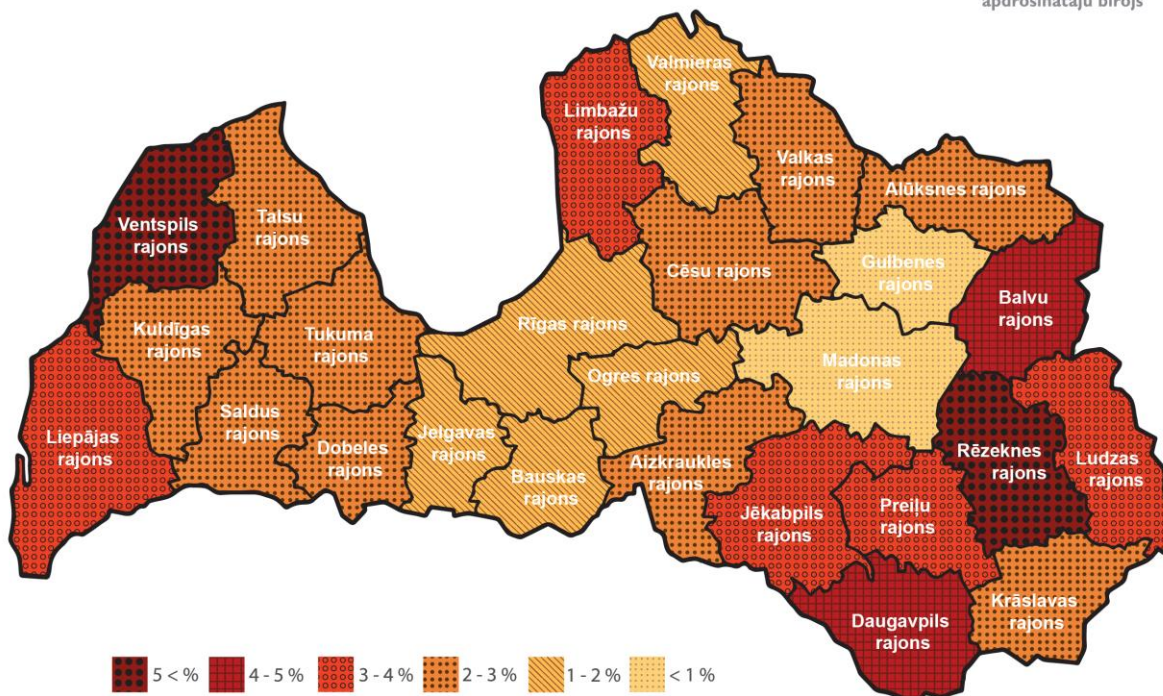 apdrošinātāju birojs
Valmieras
rajons
Limbažu
rajons
Valkas
rajons
Alūksnes rajons
Ventspils
rajons
Talsu
rajons
Cēsu rajons
Gulbenes
rajons
Balvu
rajons
Kuldīgas
rajons
Tukuma
rajons
Rīgas rajons
Ogres rajons
Madonas
rajons
Liepājas
rajons
Saldus
rajons
Dobeles
rajons
Jelgavas
rajons
Bauskas
rajons
Aizkraukles
rajons
Rēzeknes
rajons
Ludzas
rajons
Jēkabpils
rajons
Preiļu
rajons
Daugavpils
rajons
Krāslavas
rajons
5 < %
4 - 5 %
3 - 4 %
2 - 3 %
1 - 2 %
< 1 %